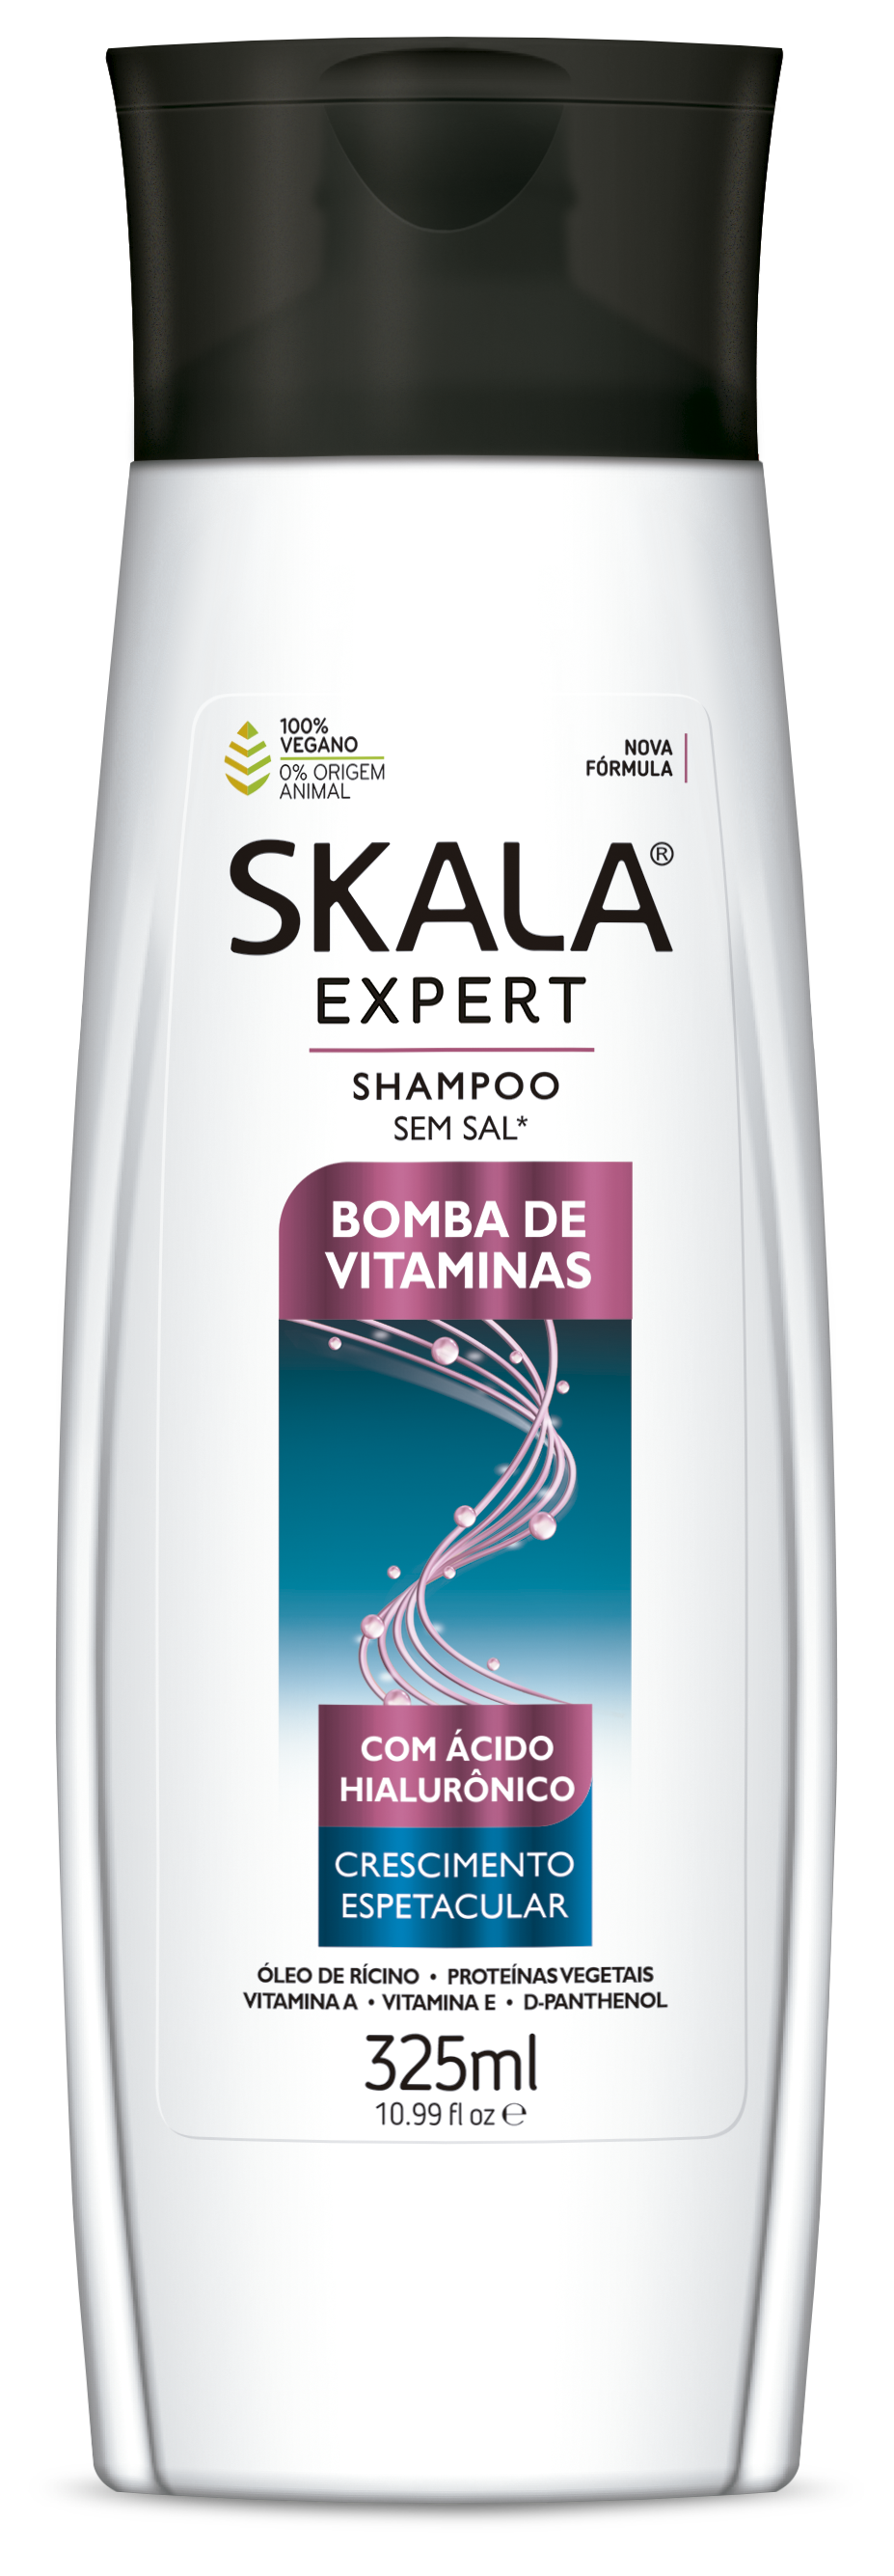 100%
VEGANO
0% ORIGEM
ANIMAL
NOVA
FÓRMULA
SKALA®
EXPERT
SHAMPOO
SEM SAL*
BOMBA DE
VITAMINAS
COM ÁCIDO
HIALURÔNICO
CRESCIMENTO
ESPETACULAR
ÓLEO DE RÍCINO • PROTEÍNAS VEGETAIS
VITAMINA A • VITAMINA E • D-PANTHENOL
325ml
10.99 fl oz ℮